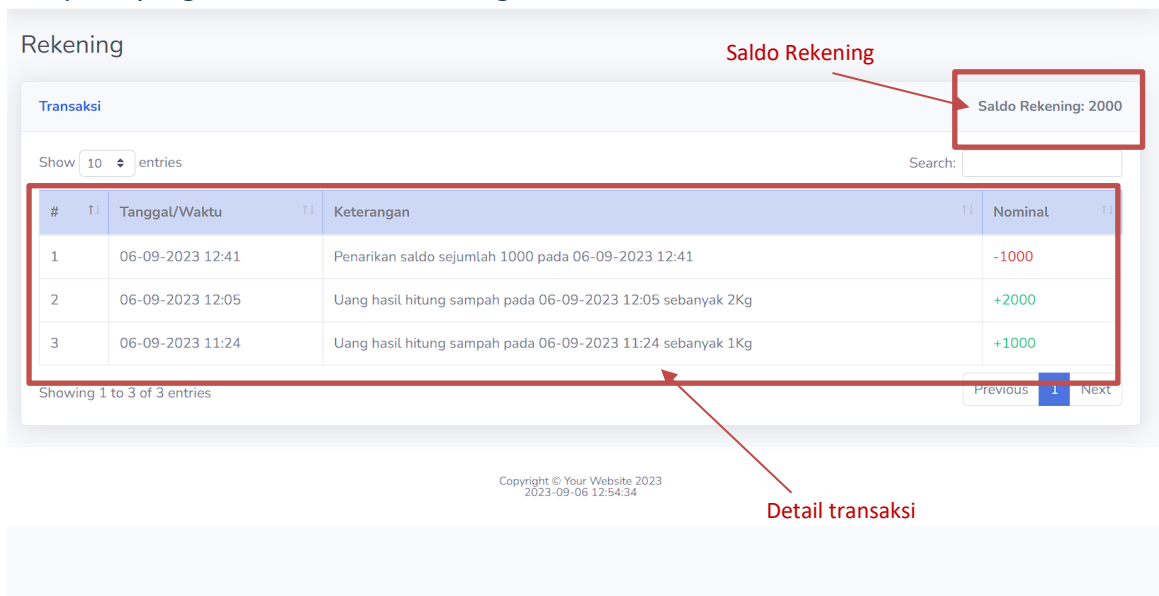 Rekening
Saldo Rekening
Transaksi
Saldo Rekening: 2000
Show 10 entries
Search:
# Tanggal/Waktu Keterangan Nominal
1 06-09-2023 12:41 Penarikan saldo sejumlah 1000 pada 06-09-2023 12:41 -1000
2 06-09-2023 12:05 Uang hasil hitung sampah pada 06-09-2023 12:05 sebanyak 2Kg +2000
3 06-09-2023 11:24 Uang hasil hitung sampah pada 06-09-2023 11:24 sebanyak 1Kg +1000
Showing 1 to 3 of 3 entries
Previous 1 Next
Copyright © Your Website 2023
2023-09-06 12:54:34
Detail transaksi